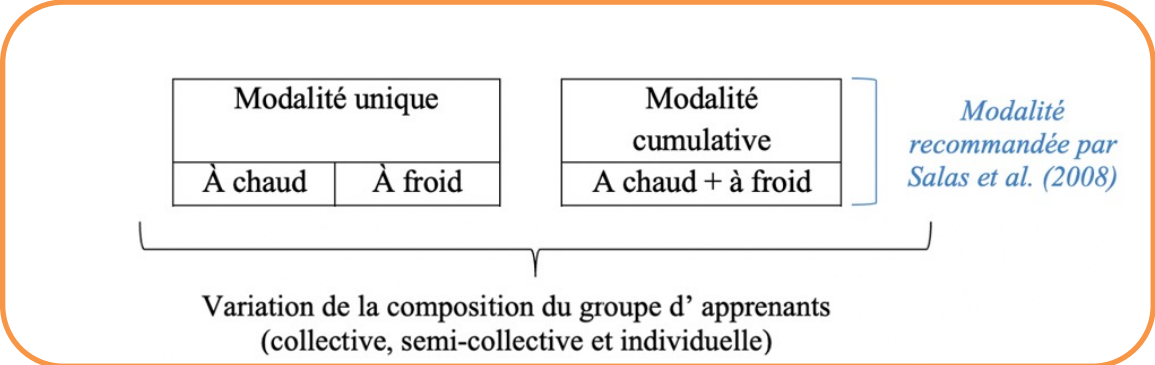 Modalité unique
À chaud
À froid
Modalité
cumulative
A chaud + à froid
Modalité
recommandée par
Salas et al. (2008)
Variation de la composition du groupe d’ apprenants
(collective, semi-collective et individuelle)